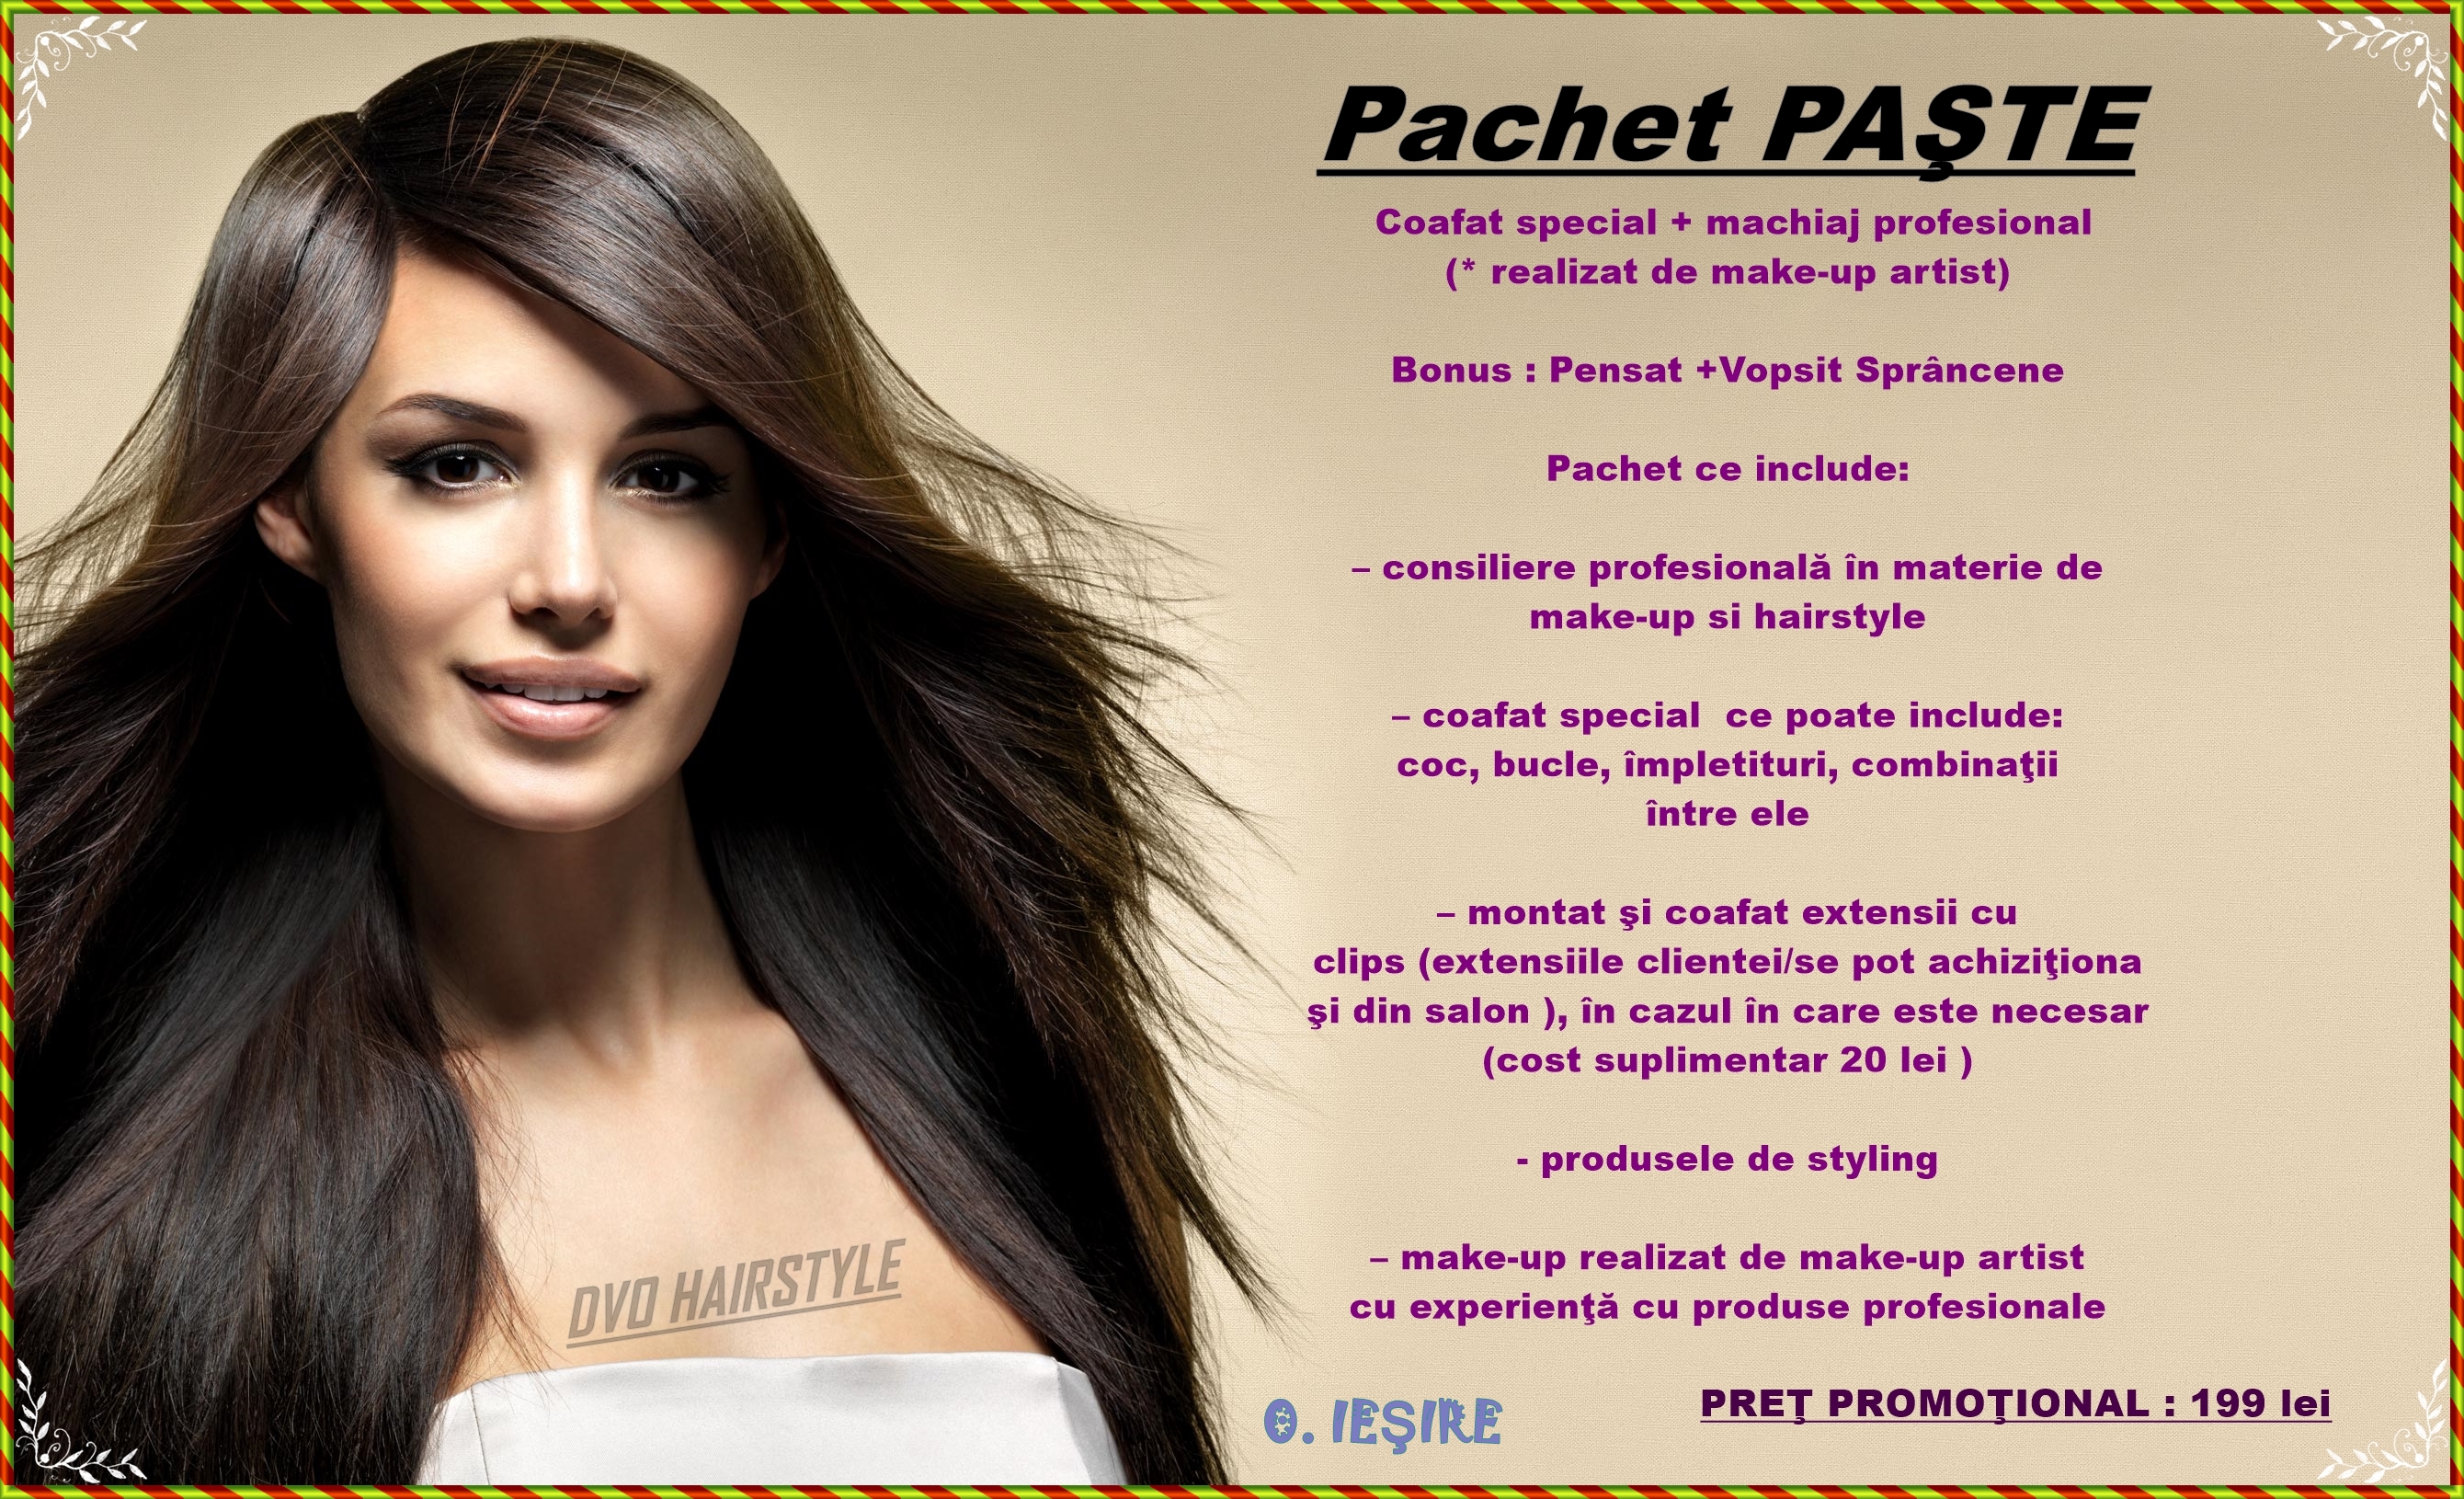 Pachet PAŞTE
Coafat special + machiaj profesional
(* realizat de make-up artist)
Bonus : Pensat +Vopsit Sprâncene
Pachet ce include:
– consiliere profesională în materie de
make-up si hairstyle
– coafat special  ce poate include:
coc, bucle, împletituri, combinaţii
între ele
– montat şi coafat extensii cu
clips (extensiile clientei/se pot achiziţiona
şi din salon ), în cazul în care este necesar
(cost suplimentar 20 lei )
- produsele de styling
– make-up realizat de make-up artist
cu experienţă cu produse profesionale
DVO HAIRSTYLE
0. IEŞIRE
PREŢ PROMOŢIONAL : 199 lei